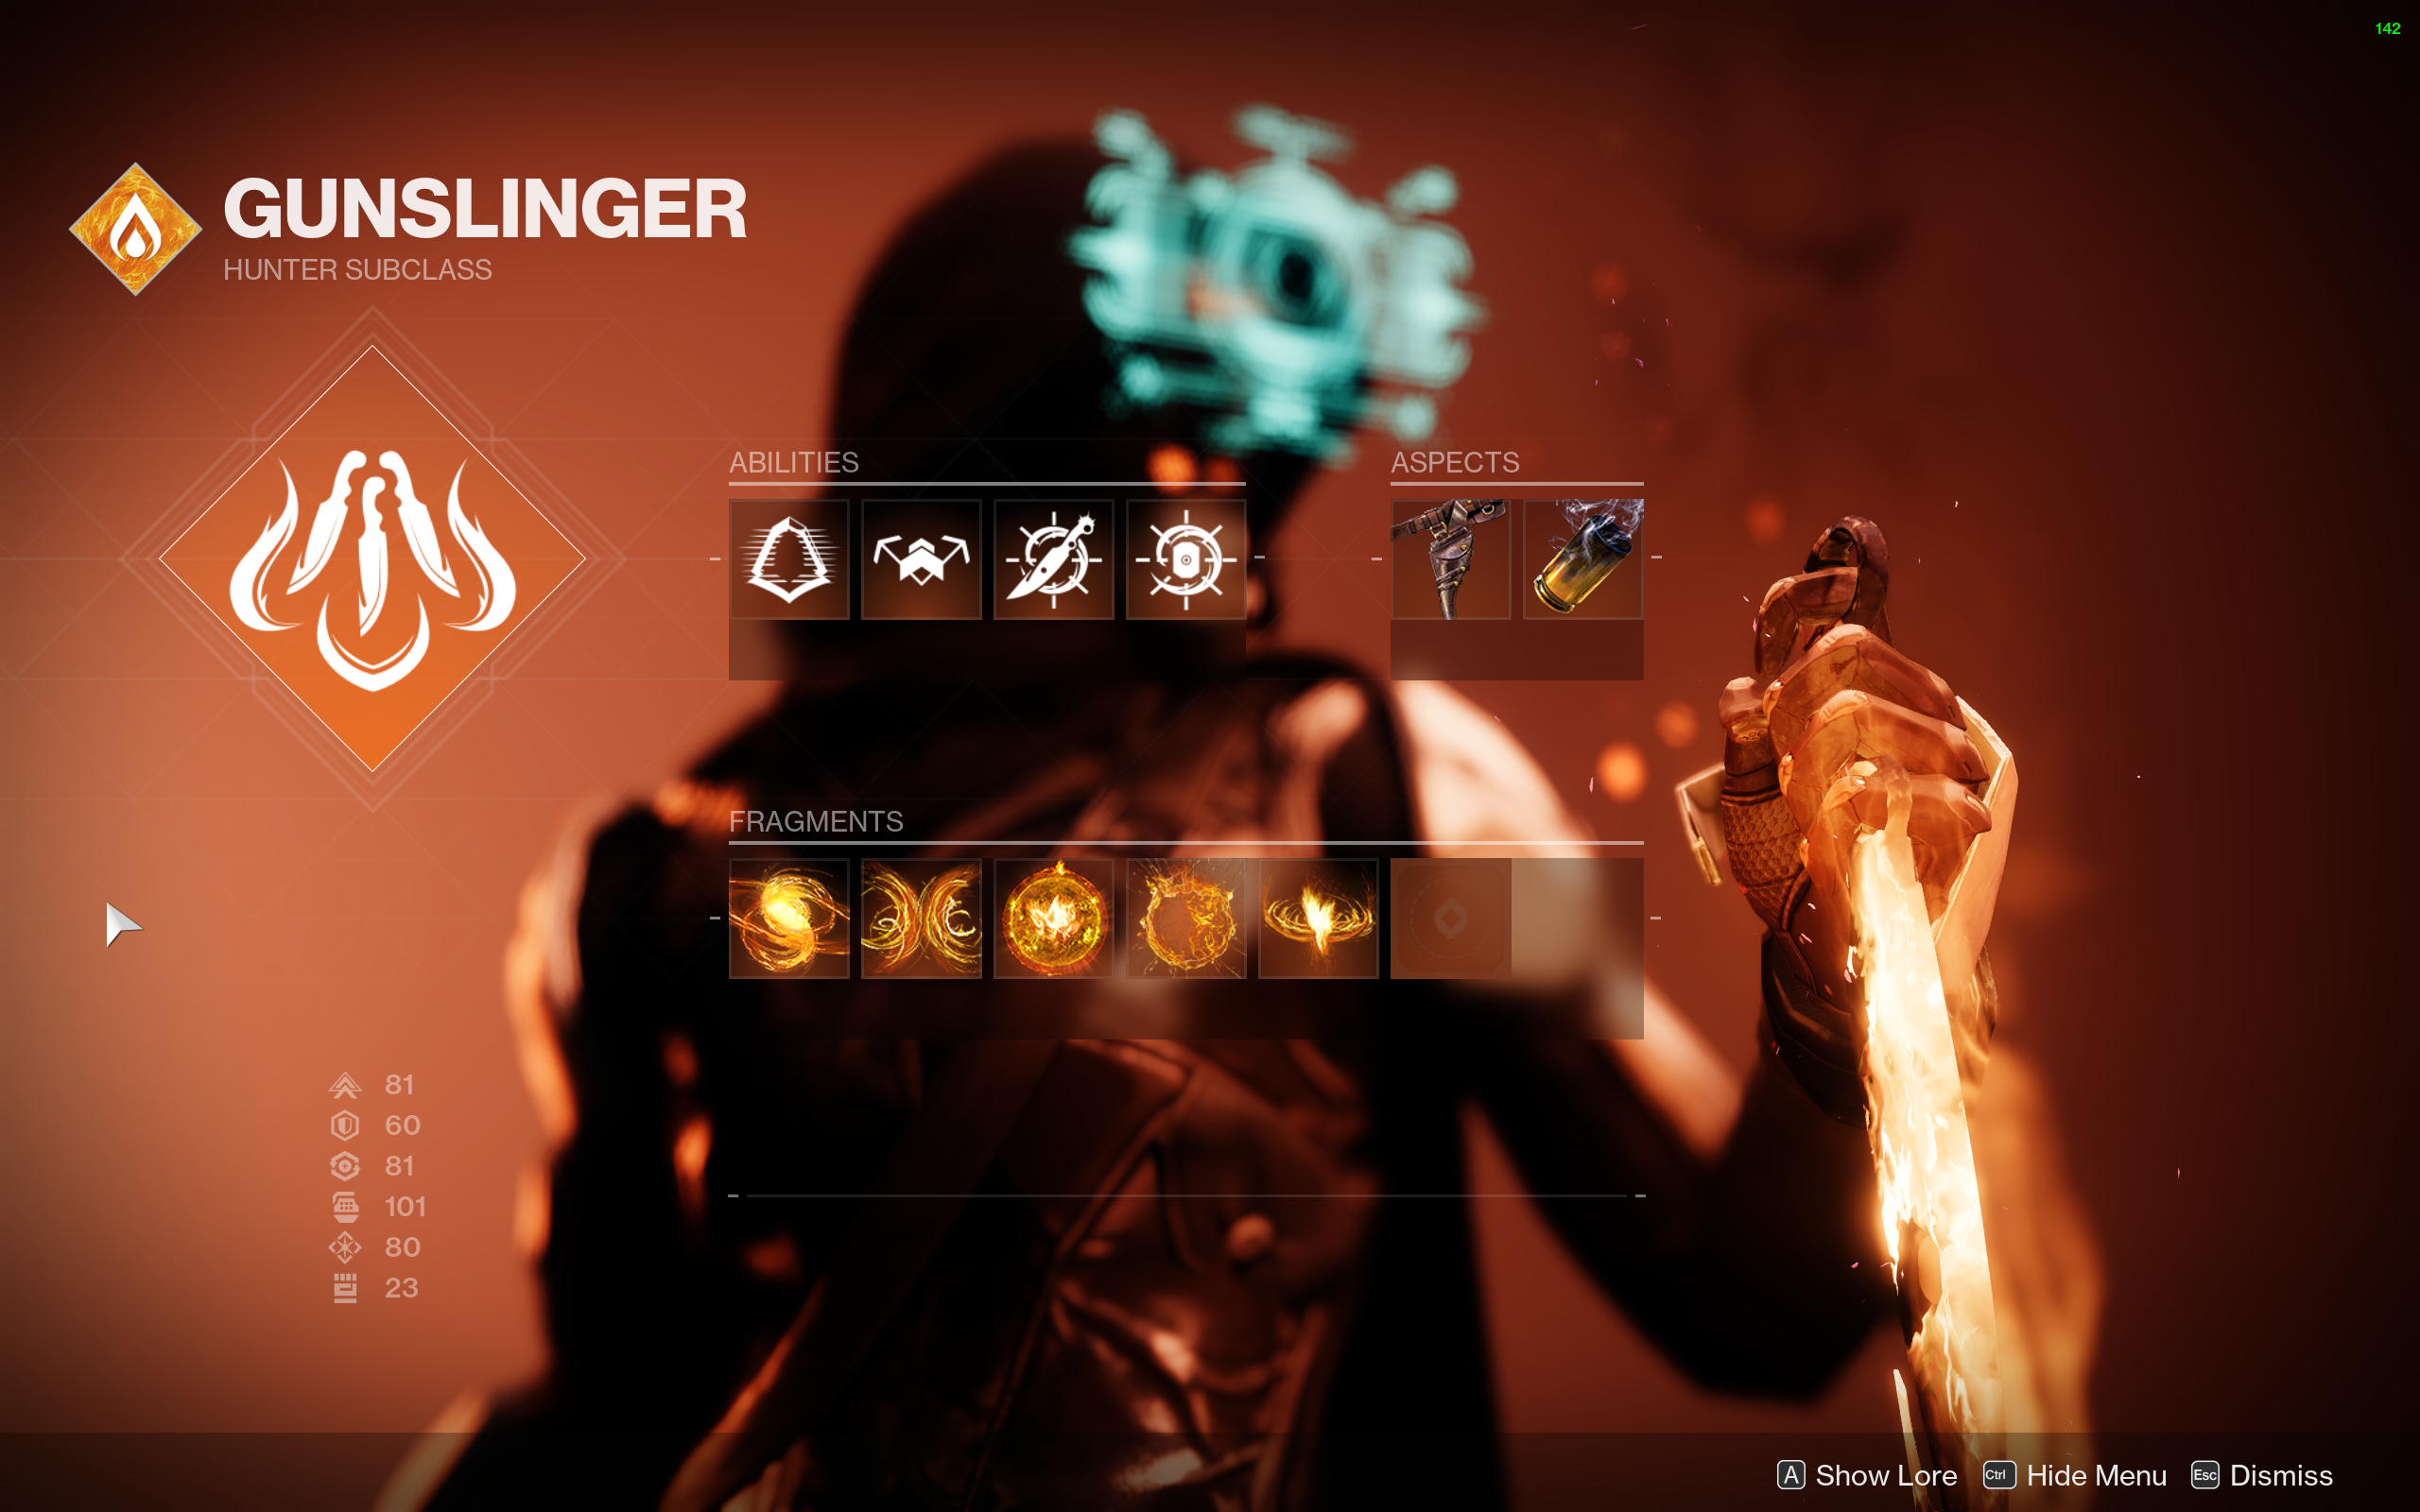 142
GUNSLINGER
HUNTER SUBCLASS
ABILITIES
ASPECTS
FRAGMENTS
81
60
81
101
80
23
A Show Lore Ctrl Hide Menu Esc Dismiss